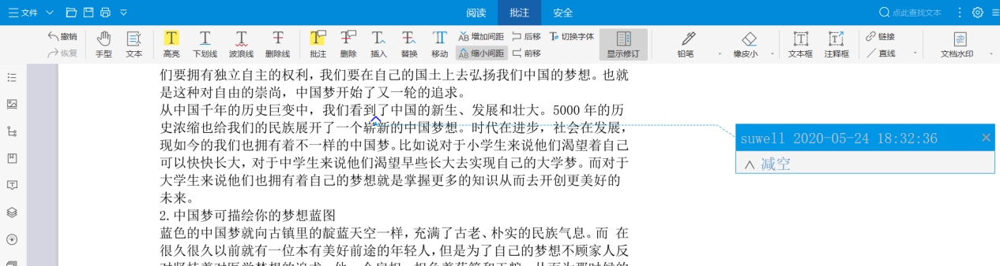 文件 阅读 批注 安全 点此查找文本
撤销 恢复 手型 文本 高亮 下划线 波浪线 删除线 批注 删除 插入 替换 移动 增加间距 缩小间距 后移 前移 切换字体 显示修订 铅笔 橡皮小 文本框 注释框 链接 直线 文档水印
们要拥有独立自主的权利，我们要在自己的国土上去弘扬我们中国的梦想。也就
是这种对自由的崇尚，中国梦开始了又一轮的追求。
从中国千年的历史巨变中，我们看到了中国的新生、发展和壮大。5000 年的历
史浓缩也给我们的民族展开了一个崭新的中国梦想。时代在进步，社会在发展，
现如今的我们也拥有着不一样的中国梦。比如说对于小学生来说他们渴望着自己
可以快快长大，对于中学生来说他们渴望早些长大去实现自己的大学梦。而对于
大学生来说他们也拥有着自己的梦想就是掌握更多的知识从而去开创更美好的
未来。
2.中国梦可描绘你的梦想蓝图
蓝色的中国梦就向古镇里的靛蓝天空一样，充满了古老、朴实的民族气息。而 在
很久很久以前就有一位本有美好前途的年轻人，但是为了自己的梦想不顾家人反
suwell 2020-05-24 18:32:36
减空